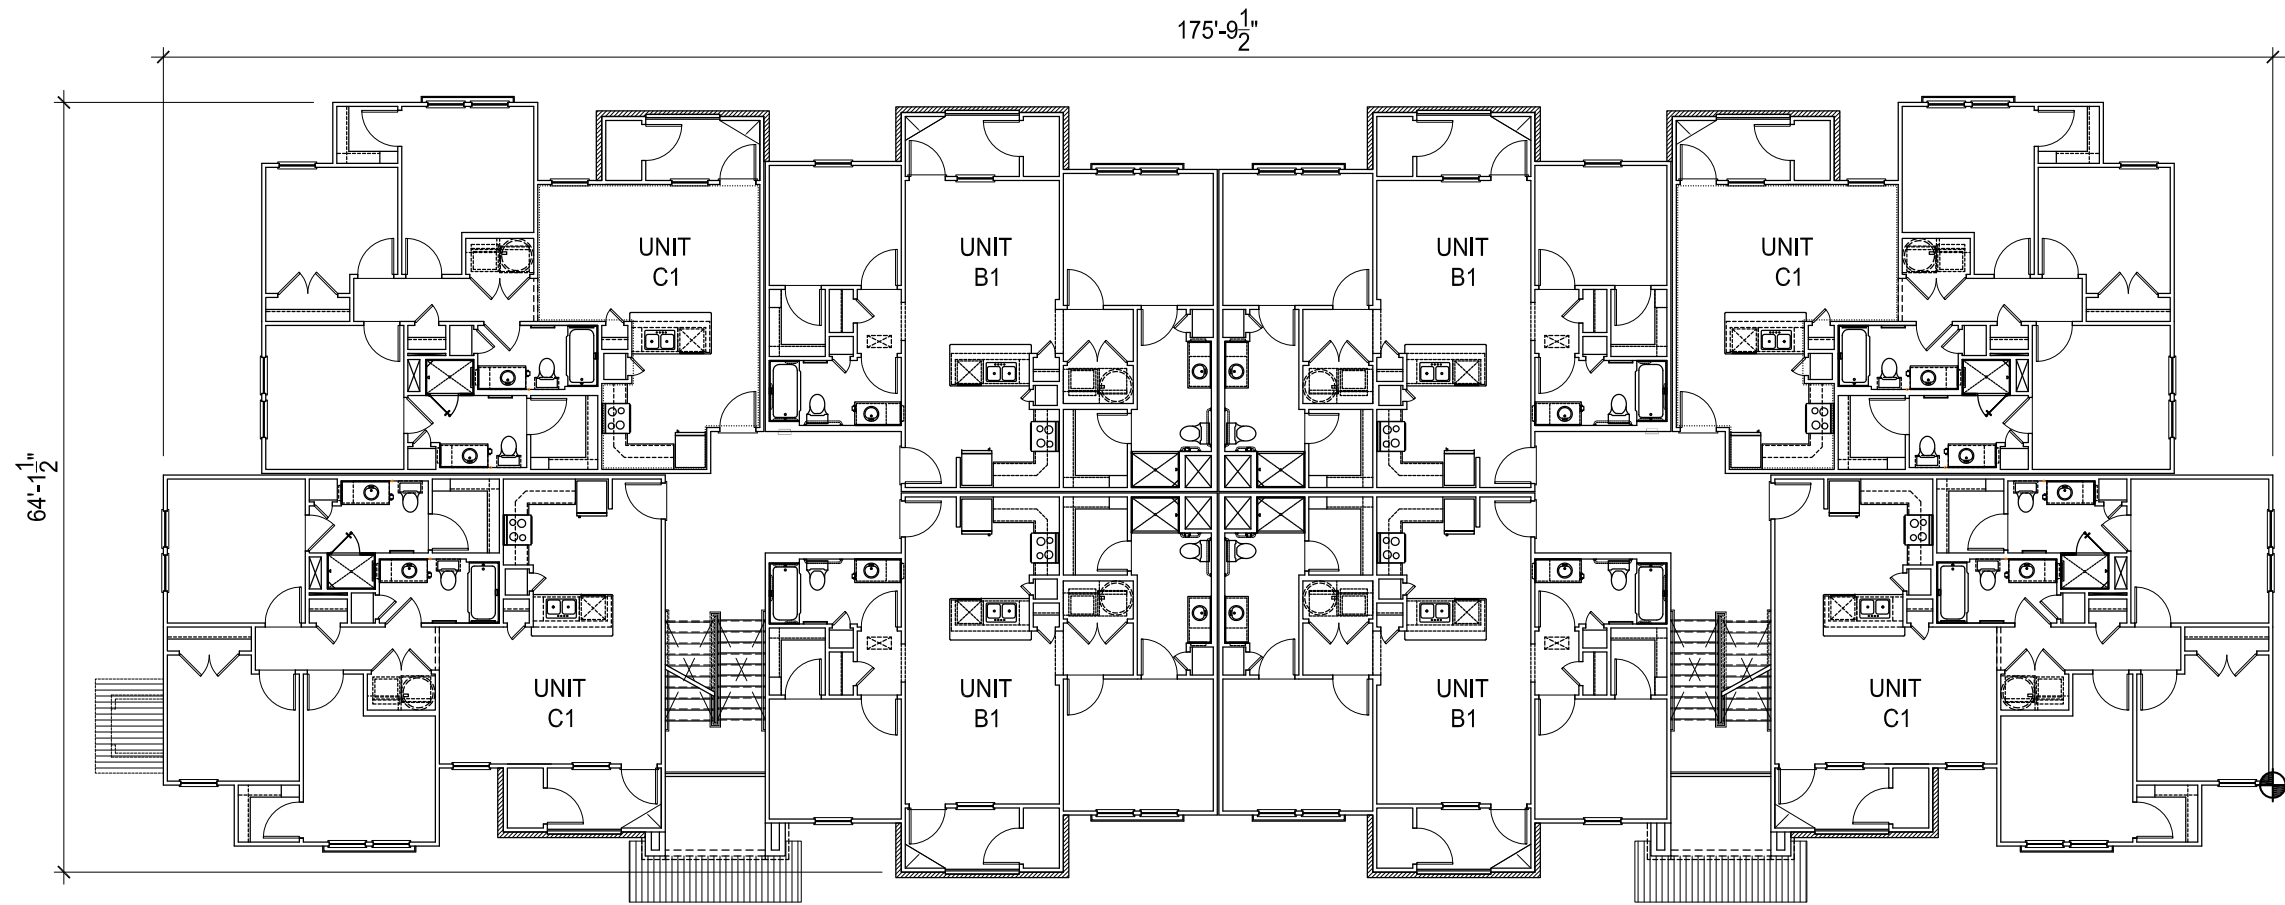 175'-9 1/2"
64'-1 1/2"
UNIT
C1
UNIT
B1
UNIT
B1
UNIT
C1
UNIT
C1
UNIT
B1
UNIT
B1
UNIT
C1